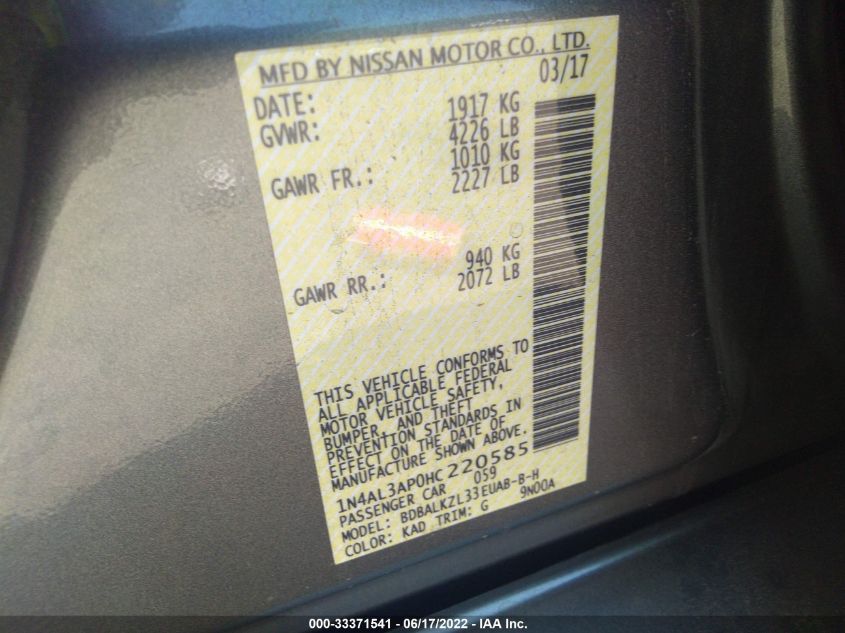 MFD BY NISSAN MOTOR CO., LTD.
DATE: 03/17
GVWR: 1917 KG
4226 LB
GAWR FR.: 1010 KG
2227 LB
GAWR RR.: 940 KG
2072 LB
THIS VEHICLE CONFORMS TO
ALL APPLICABLE FEDERAL
MOTOR VEHICLE SAFETY,
BUMPER, AND THEFT
PREVENTION STANDARDS IN
EFFECT ON THE DATE OF
MANUFACTURE SHOWN ABOVE.
1N4AL3AP0HC220585
PASSENGER CAR 059
MODEL: BDBALKZL33EUAB-B-H
COLOR: KAD TRIM: G 9N00A
000-33371541 - 06/17/2022 - IAA Inc.